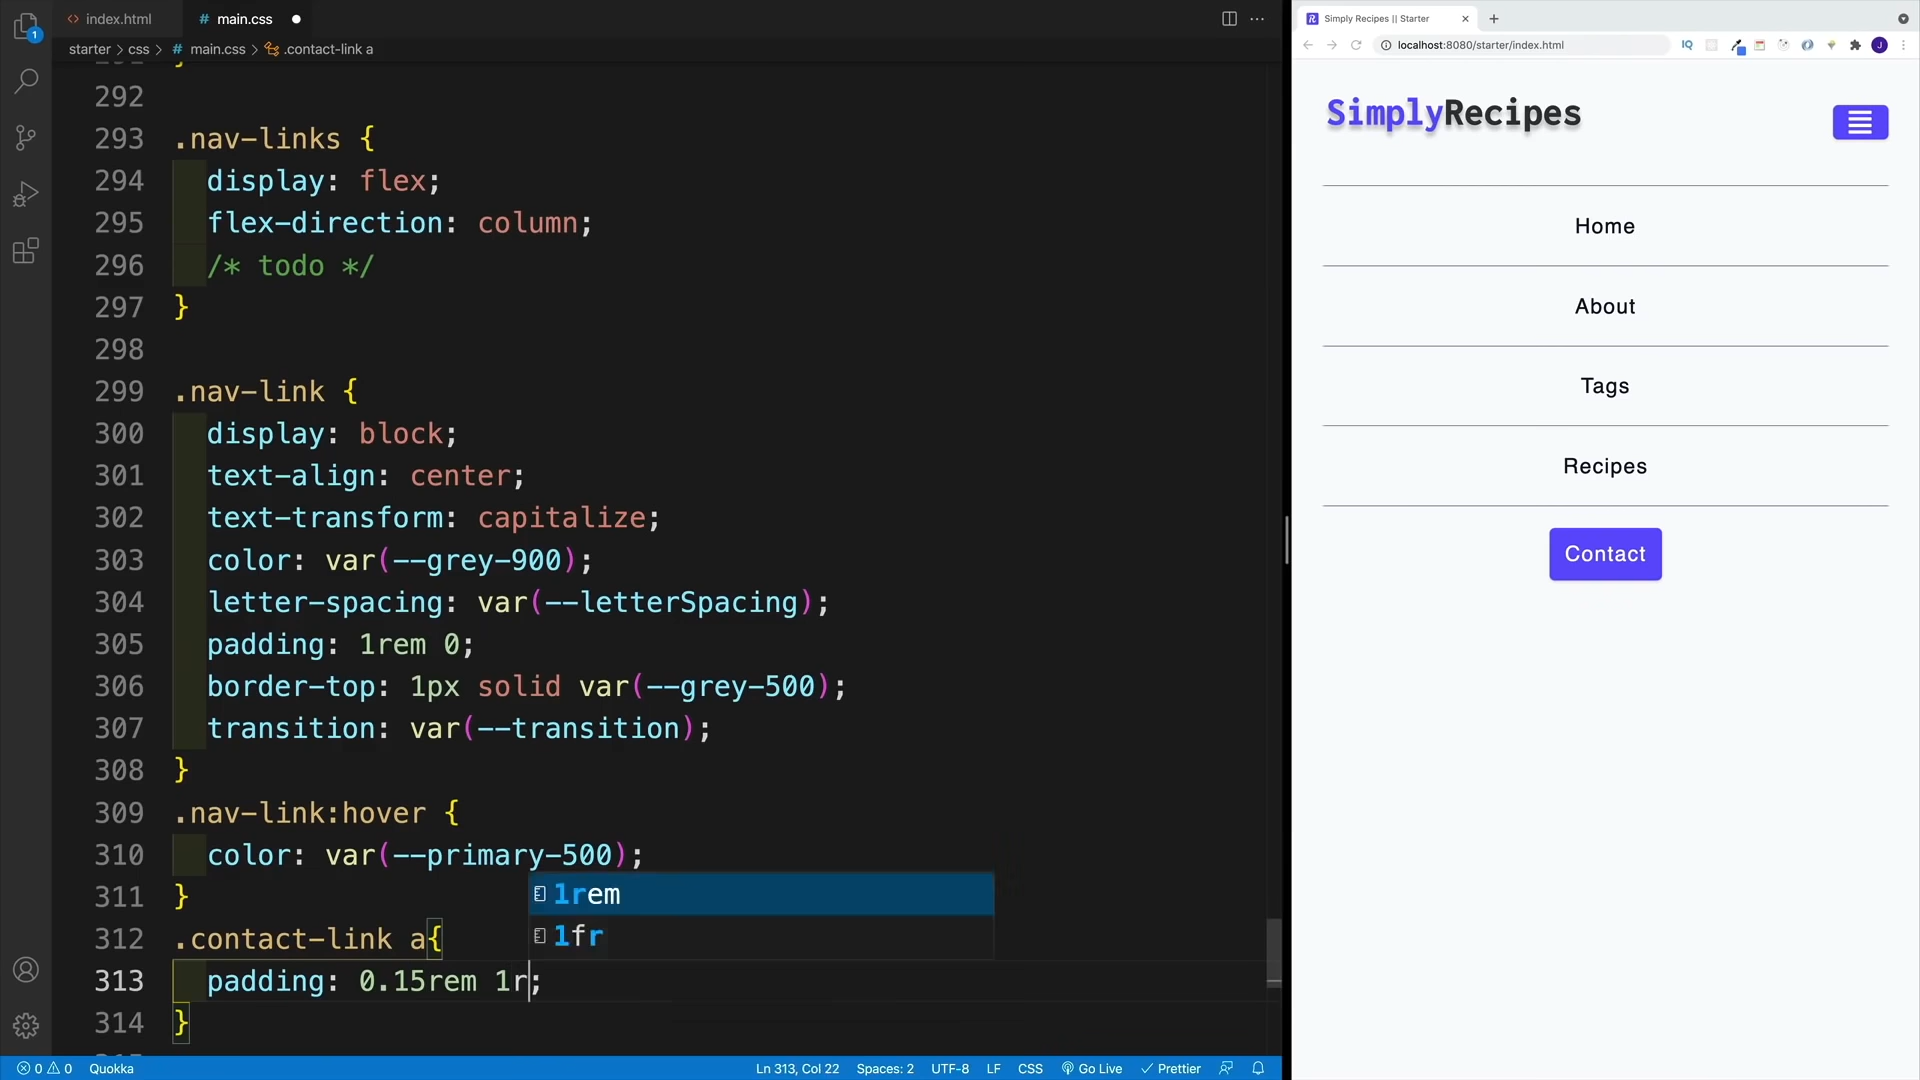 index.html
# main.css
starter > css > # main.css > .contact-link a
1
292
293 .nav-links {
294 display: flex;
295 flex-direction: column;
296 /* todo */
297 }
298
299 .nav-link {
300 display: block;
301 text-align: center;
302 text-transform: capitalize;
303 color: var(--grey-900);
304 letter-spacing: var(--letterSpacing);
305 padding: 1rem 0;
306 border-top: 1px solid var(--grey-500);
307 transition: var(--transition);
308 }
309 .nav-link:hover {
310 color: var(--primary-500);
311 }
1rem
312 .contact-link a{
1fr
313 padding: 0.15rem 1r;
314 }
0 0 Quokka Ln 313, Col 22 Spaces: 2 UTF-8 LF CSS Go Live Prettier
Simply Recipes || Starter
localhost:8080/starter/index.html
IQ
J
SimplyRecipes
Home
About
Tags
Recipes
Contact